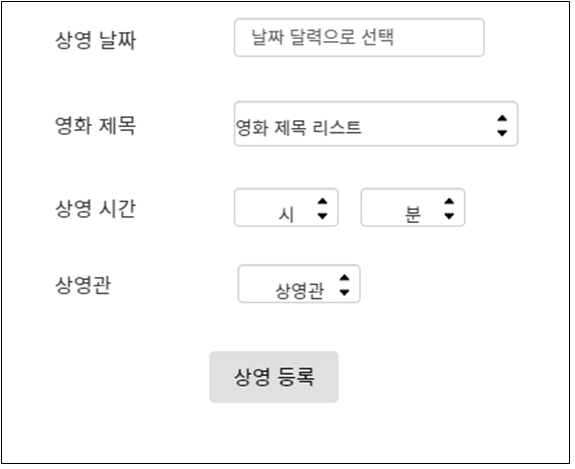 상영 날짜 날짜 달력으로 선택
영화 제목 영화 제목 리스트
상영 시간 시 분
상영관 상영관
상영 등록